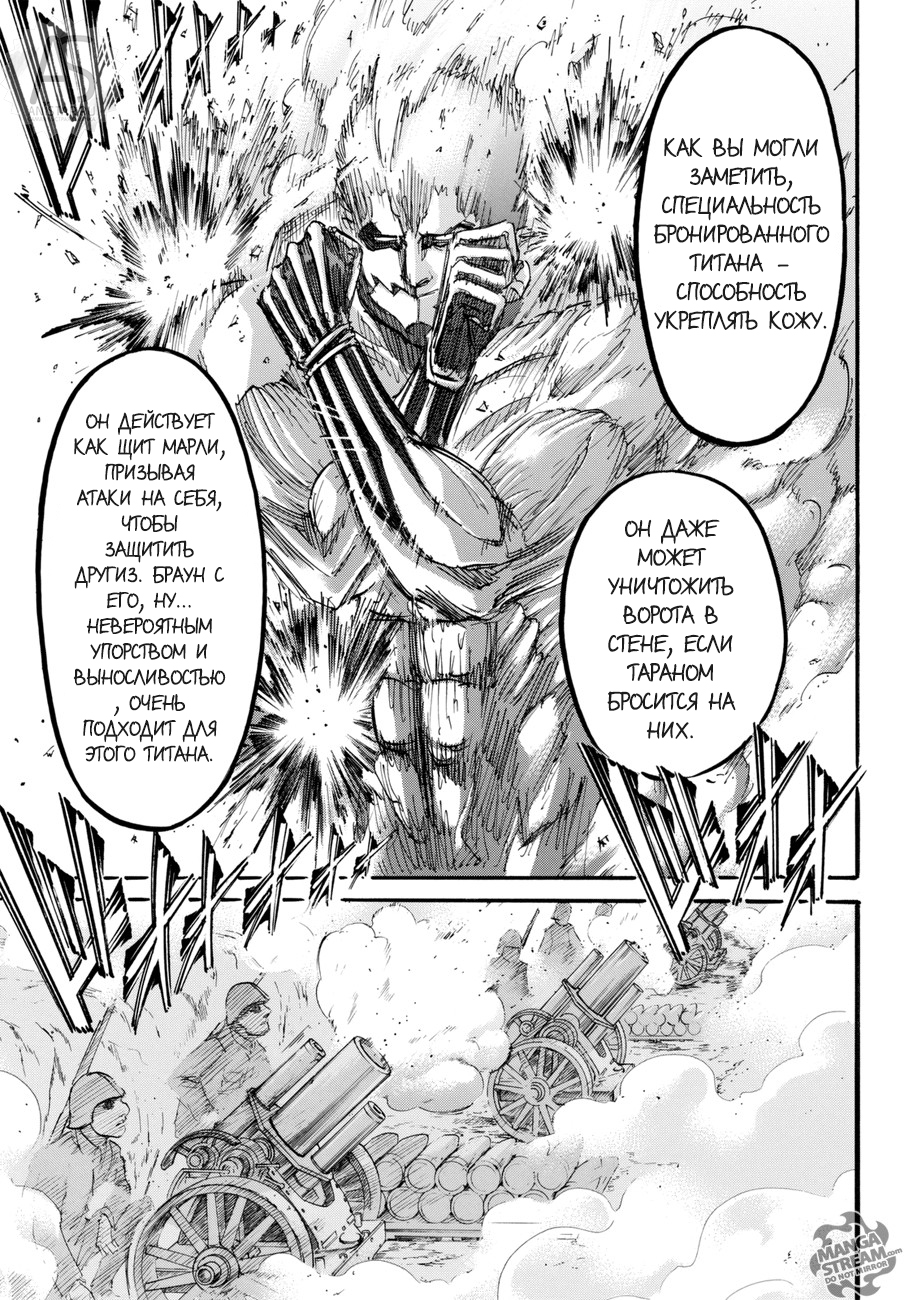 КАК ВЫ МОГЛИ
ЗАМЕТИТЬ,
СПЕЦИАЛЬНОСТЬ
БРОНИРОВАННОГО
ТИТАНА –
СПОСОБНОСТЬ
УКРЕПЛЯТЬ КОЖУ.
ОН ДАЖЕ
МОЖЕТ
УНИЧТОЖИТЬ
ВОРОТА В
СТЕНЕ, ЕСЛИ
ТАРАНОМ
БРОСИТСЯ НА
НИХ.
ОН ДЕЙСТВУЕТ
КАК ЩИТ МАРЛИ,
ПРИЗЫВАЯ
АТАКИ НА СЕБЯ,
ЧТОБЫ
ЗАЩИТИТЬ
ДРУГИЗ. БРАУН С
ЕГО, НУ...
НЕВЕРОЯТНЫМ
УПОРСТВОМ И
ВЫНОСЛИВОСТЬЮ
, ОЧЕНЬ
ПОДХОДИТ ДЛЯ
ЭТОГО ТИТАНА.
MANGA
STREAM.COM
DO NOT MIRROR!